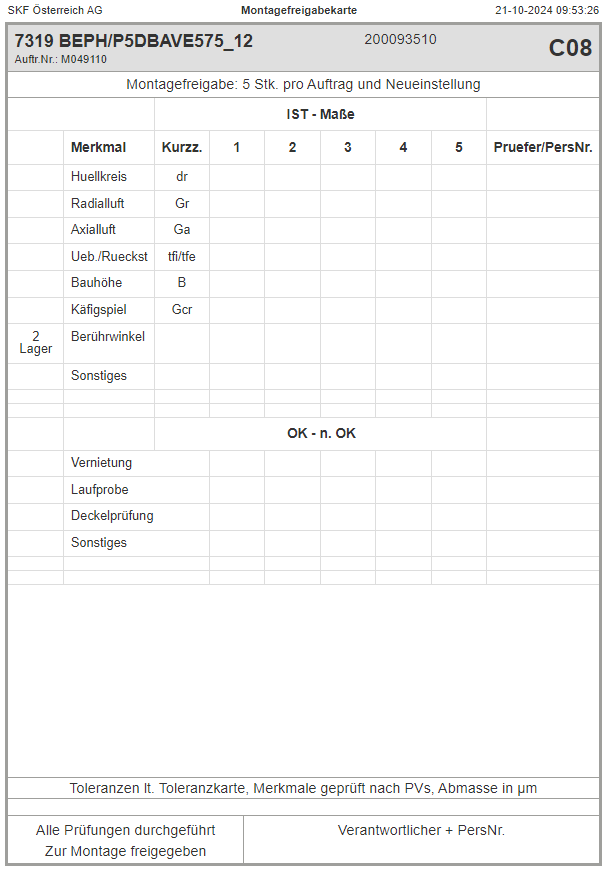 SKF Österreich AG Montagefreigabekarte 21-10-2024 09:53:26
7319 BEPH/P5DBAVE575_12 200093510 C08
Auftr.Nr.: M049110
Montagefreigabe: 5 Stk. pro Auftrag und Neueinstellung
IST - Maße
Merkmal Kurzz. 1 2 3 4 5 Pruefer/PersNr.
Huellkreis dr
Radialluft Gr
Axialluft Ga
Ueb./Rueckst tfi/tfe
Bauhöhe B
Käfigspiel Gcr
2 Berührwinkel
Lager
Sonstiges
OK - n. OK
Vernietung
Laufprobe
Deckelprüfung
Sonstiges
Toleranzen lt. Toleranzkarte, Merkmale geprüft nach PVs, Abmasse in µm
Alle Prüfungen durchgeführt Verantwortlicher + PersNr.
Zur Montage freigegeben